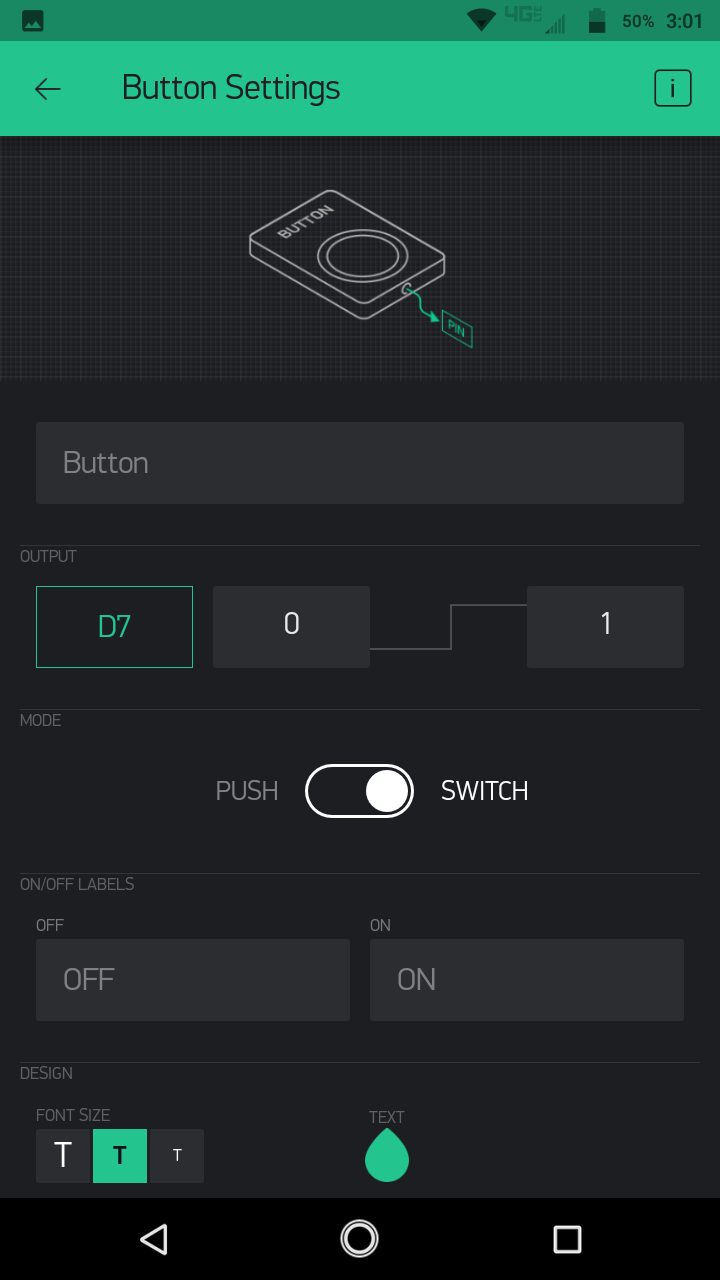 4G 50% 3:01
Button Settings
i
BUTTON
PIN
Button
OUTPUT
D7 0 1
MODE
PUSH SWITCH
ON/OFF LABELS
OFF ON
OFF ON
DESIGN
FONT SIZE TEXT
T T T